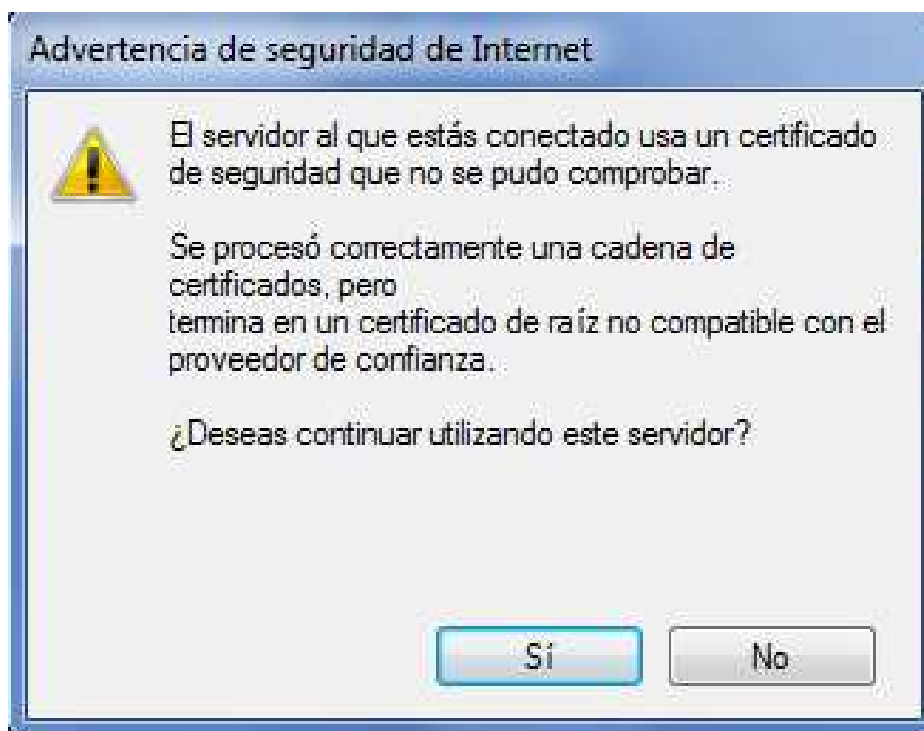 Advertencia de seguridad de Internet
El servidor al que estás conectado usa un certificado
de seguridad que no se pudo comprobar.
Se procesó correctamente una cadena de
certificados, pero
termina en un certificado de raíz no compatible con el
proveedor de confianza.
¿Deseas continuar utilizando este servidor?
Sí
No